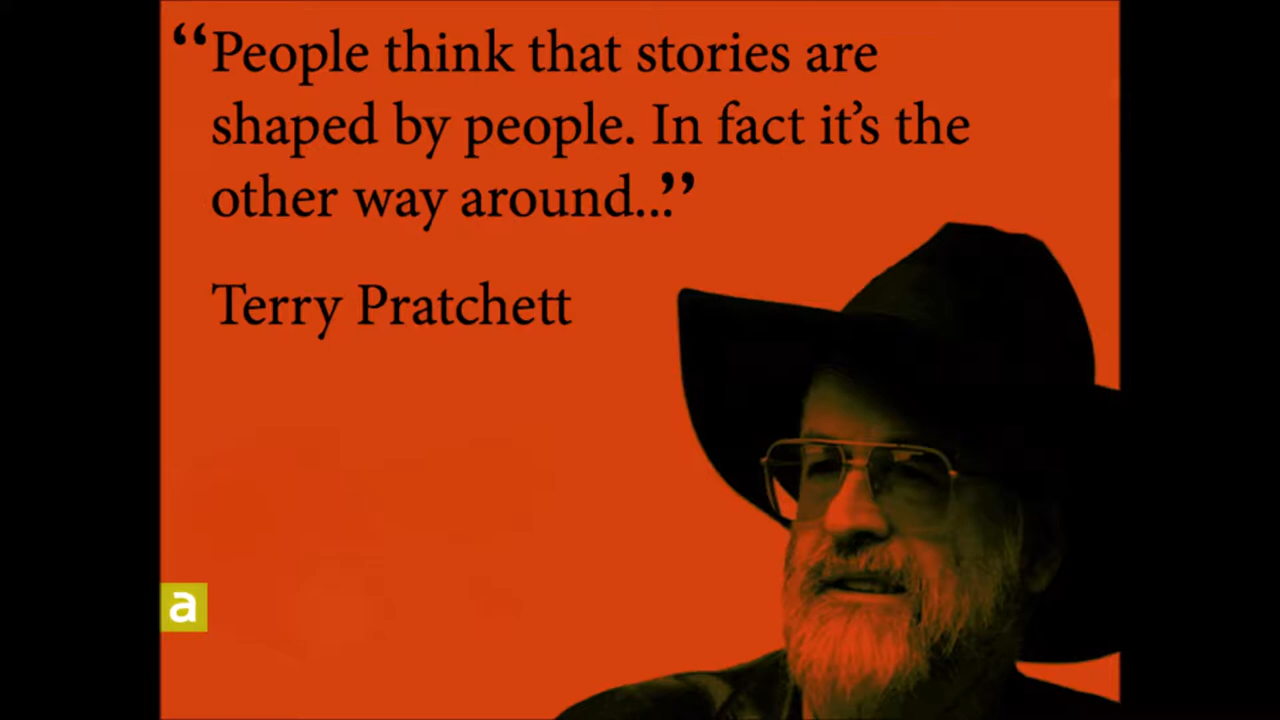 “People think that stories are
shaped by people. In fact it’s the
other way around...”
Terry Pratchett
a